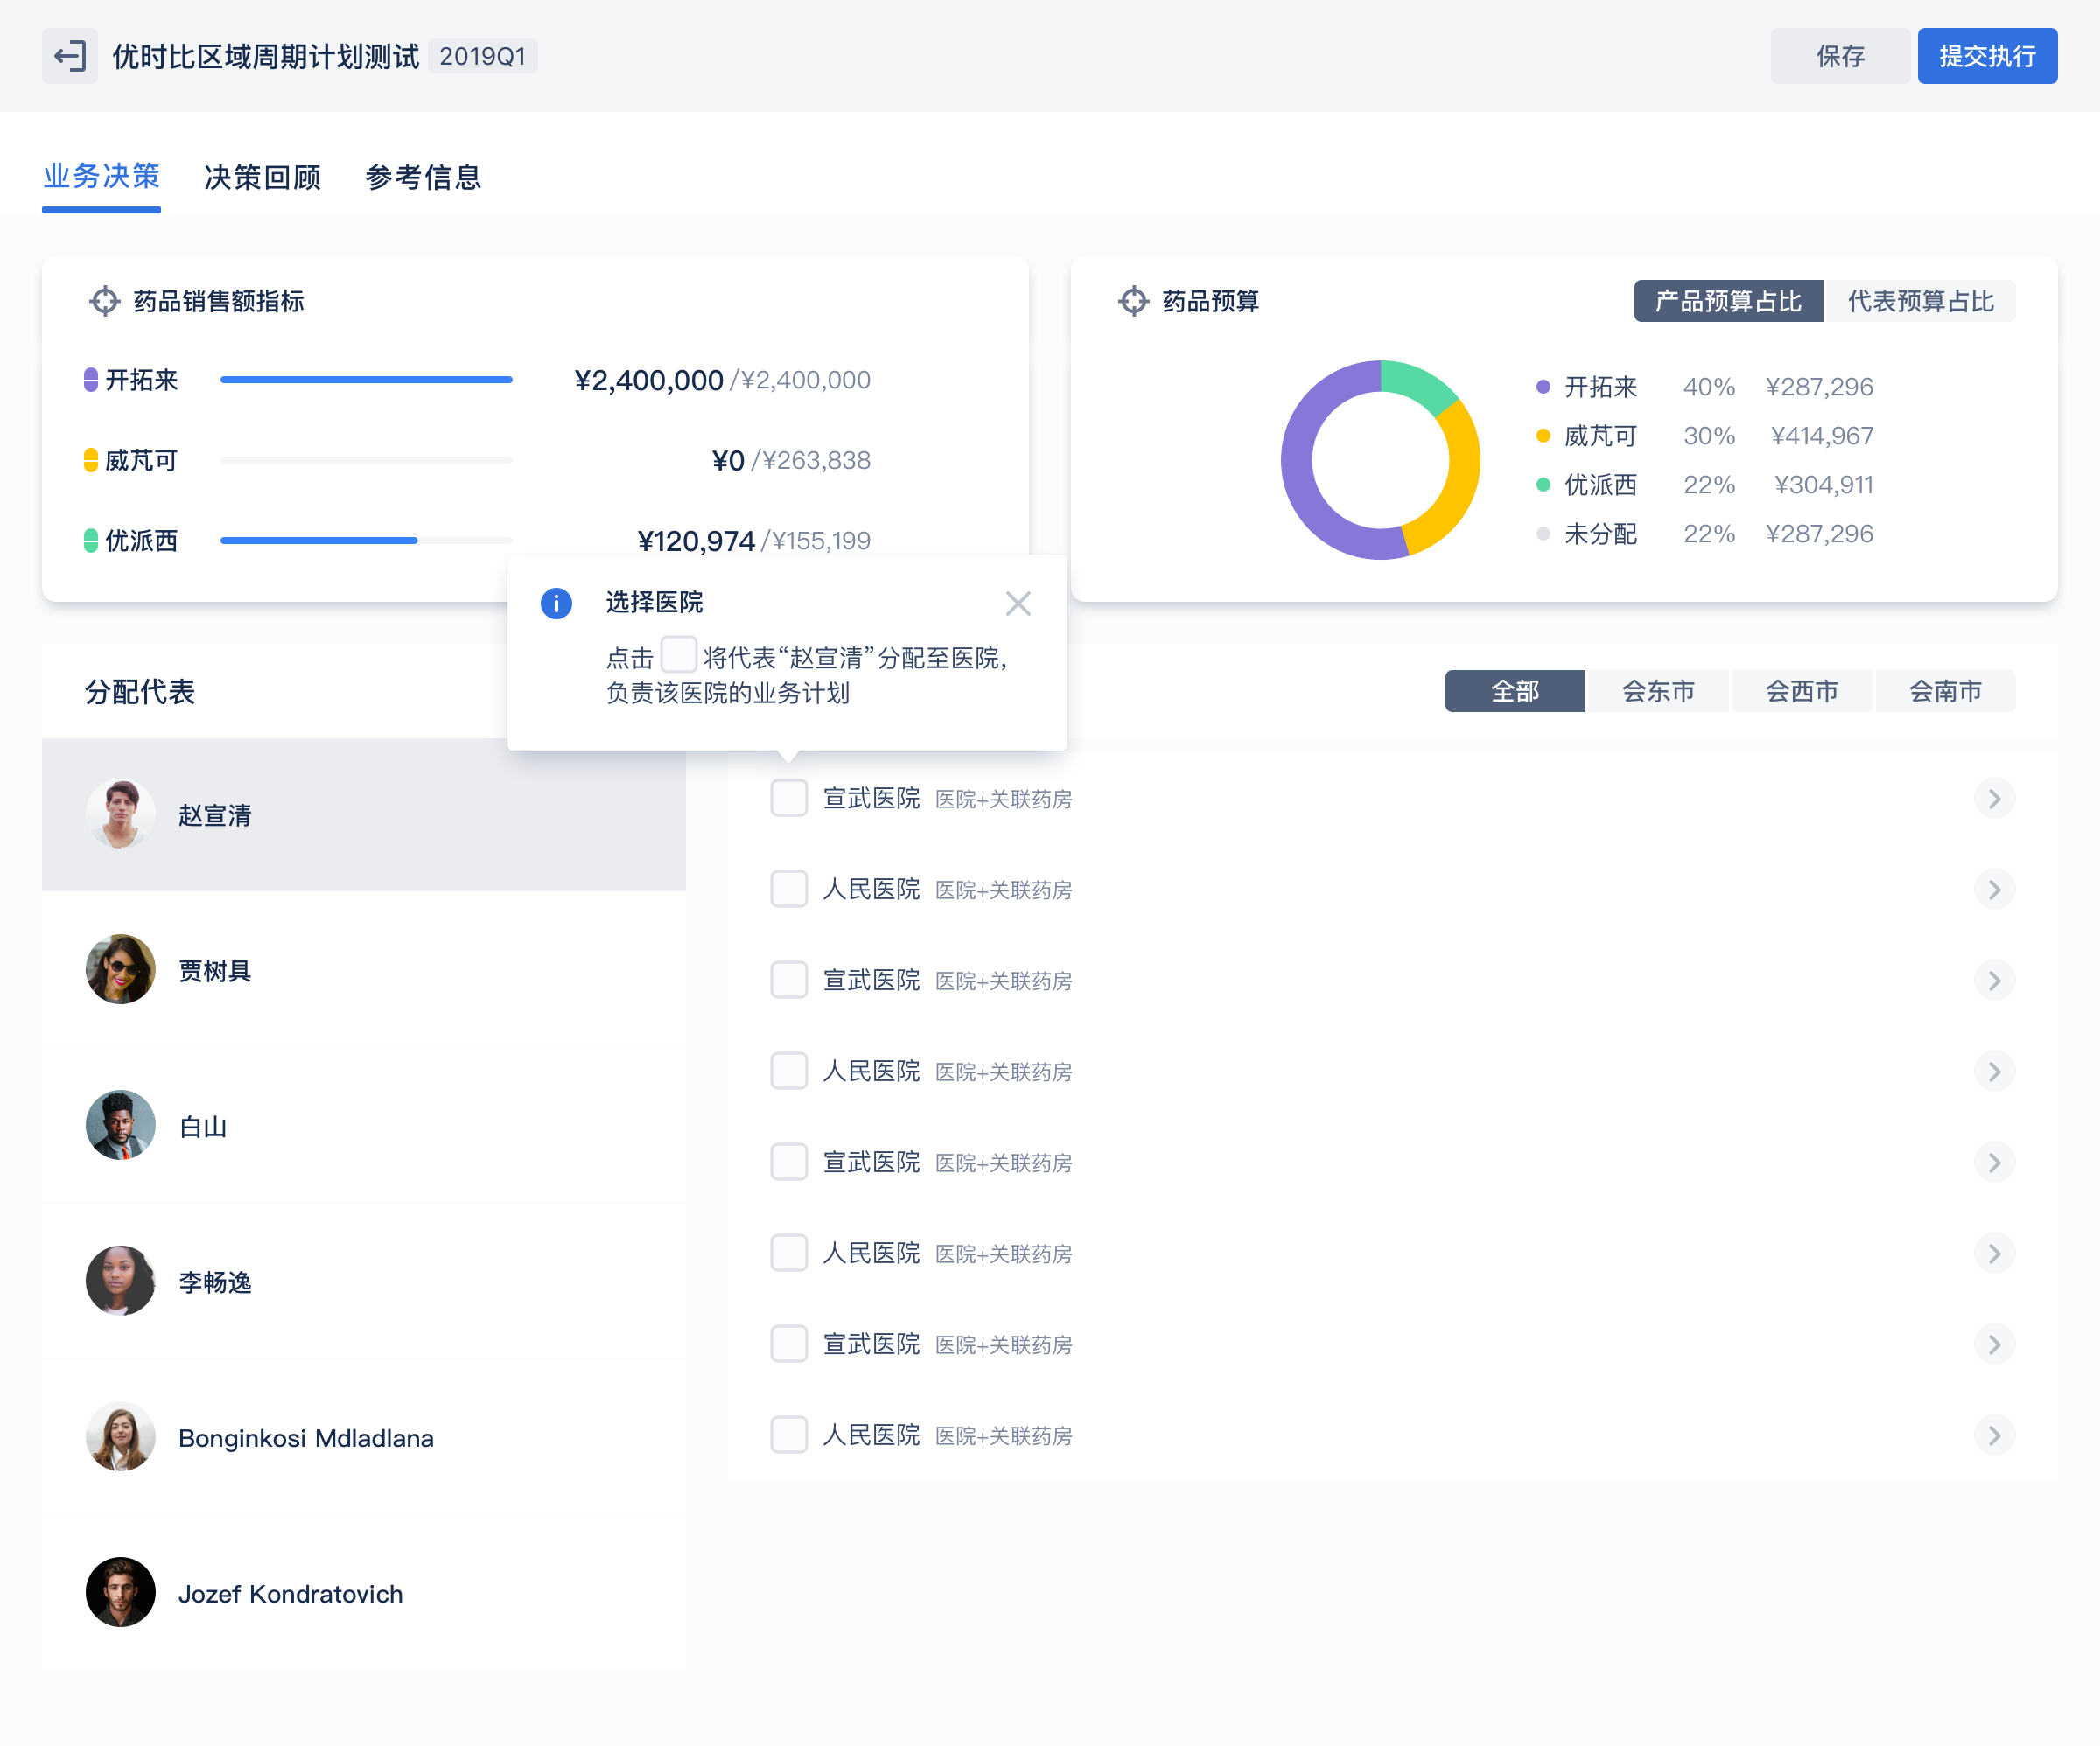 优时比区域周期计划测试 2019Q1
保存 提交执行
业务决策 决策回顾 参考信息
药品销售额指标
开拓来 ¥2,400,000 /¥2,400,000
威芃可 ¥0 /¥263,838
优派西 ¥120,974 /¥155,199
药品预算 产品预算占比 代表预算占比
开拓来 40% ¥287,296
威芃可 30% ¥414,967
优派西 22% ¥304,911
未分配 22% ¥287,296
选择医院
点击 将代表“赵宣清”分配至医院,
负责该医院的业务计划
分配代表
全部 会东市 会西市 会南市
赵宣清
贾树具
白山
李畅逸
Bonginkosi Mdladlana
Jozef Kondratovich
宣武医院 医院+关联药房
人民医院 医院+关联药房
宣武医院 医院+关联药房
人民医院 医院+关联药房
宣武医院 医院+关联药房
人民医院 医院+关联药房
宣武医院 医院+关联药房
人民医院 医院+关联药房